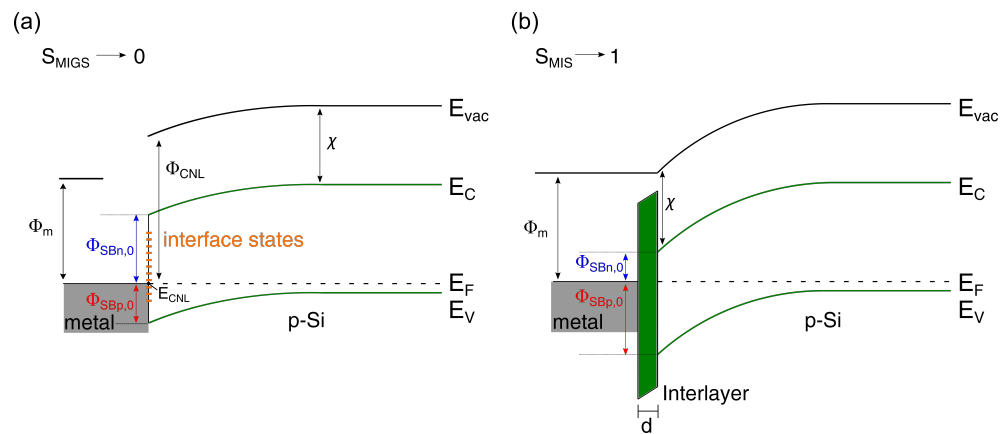 (a)
S_MIGS → 0
E_vac
χ
Φ_CNL
E_C
Φ_m
Φ_SBn,0
interface states
E_F
E_CNL
Φ_SBp,0
E_V
metal
p-Si
(b)
S_MIS → 1
E_vac
E_C
χ
Φ_m
Φ_SBn,0
E_F
Φ_SBp,0
E_V
metal
p-Si
Interlayer
d